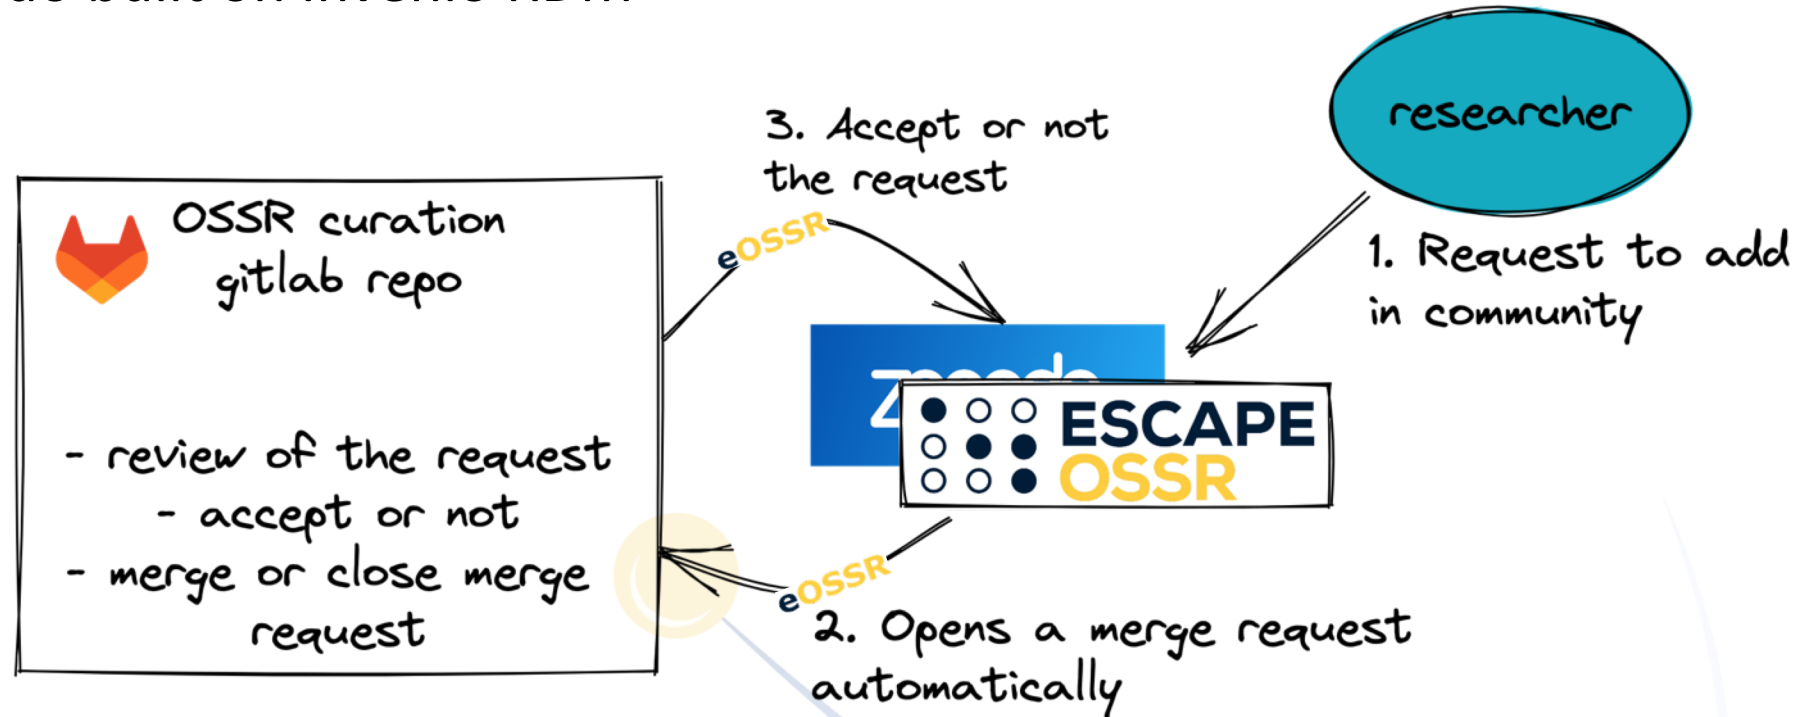 researcher
3. Accept or not
the request
OSSR curation
gitlab repo
eOSSR
1. Request to add
in community
ESCAPE
OSSR
- review of the request
- accept or not
- merge or close merge
request
eOSSR
2. Opens a merge request
automatically